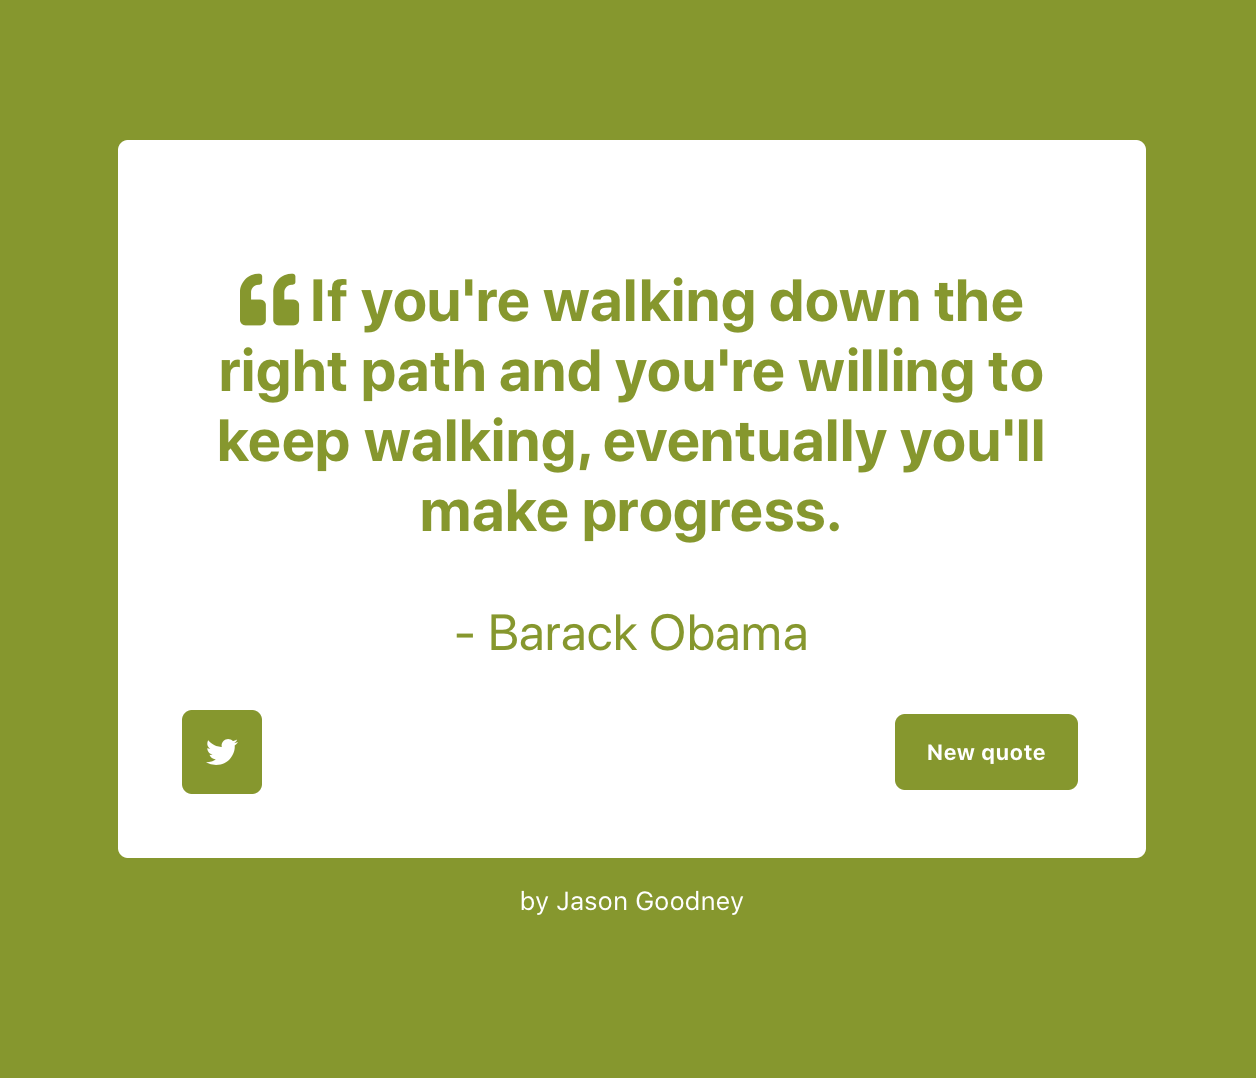 If you're walking down the
right path and you're willing to
keep walking, eventually you'll
make progress.
- Barack Obama
New quote
by Jason Goodney